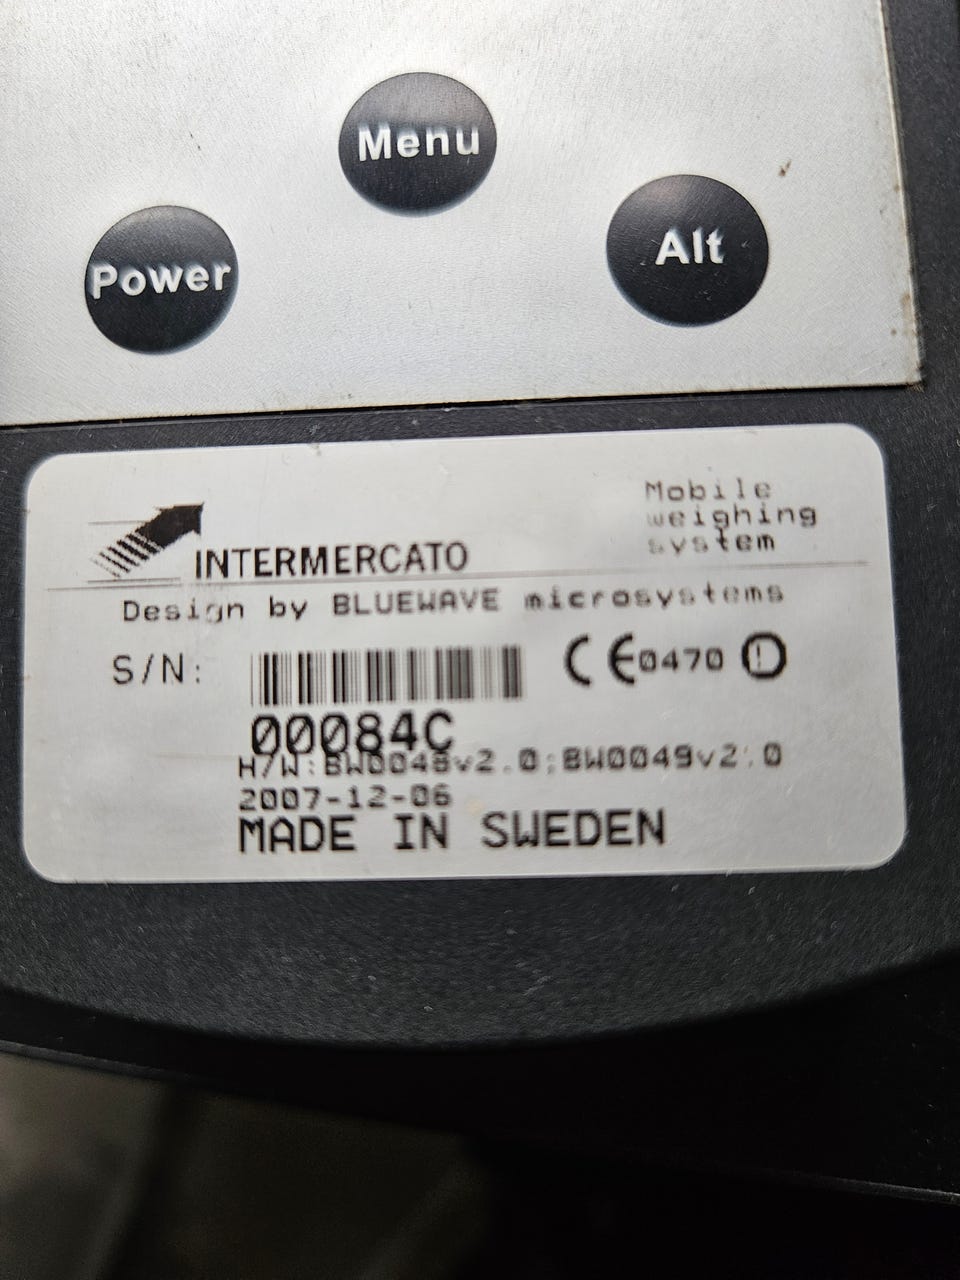 Menu
Power
Alt
INTERMERCATO
Mobile
weighing
system
Design by BLUEWAVE microsystems
S/N:
CE0470
00084C
H/W:BW0048v2.0;BW0049v2.0
2007-12-06
MADE IN SWEDEN